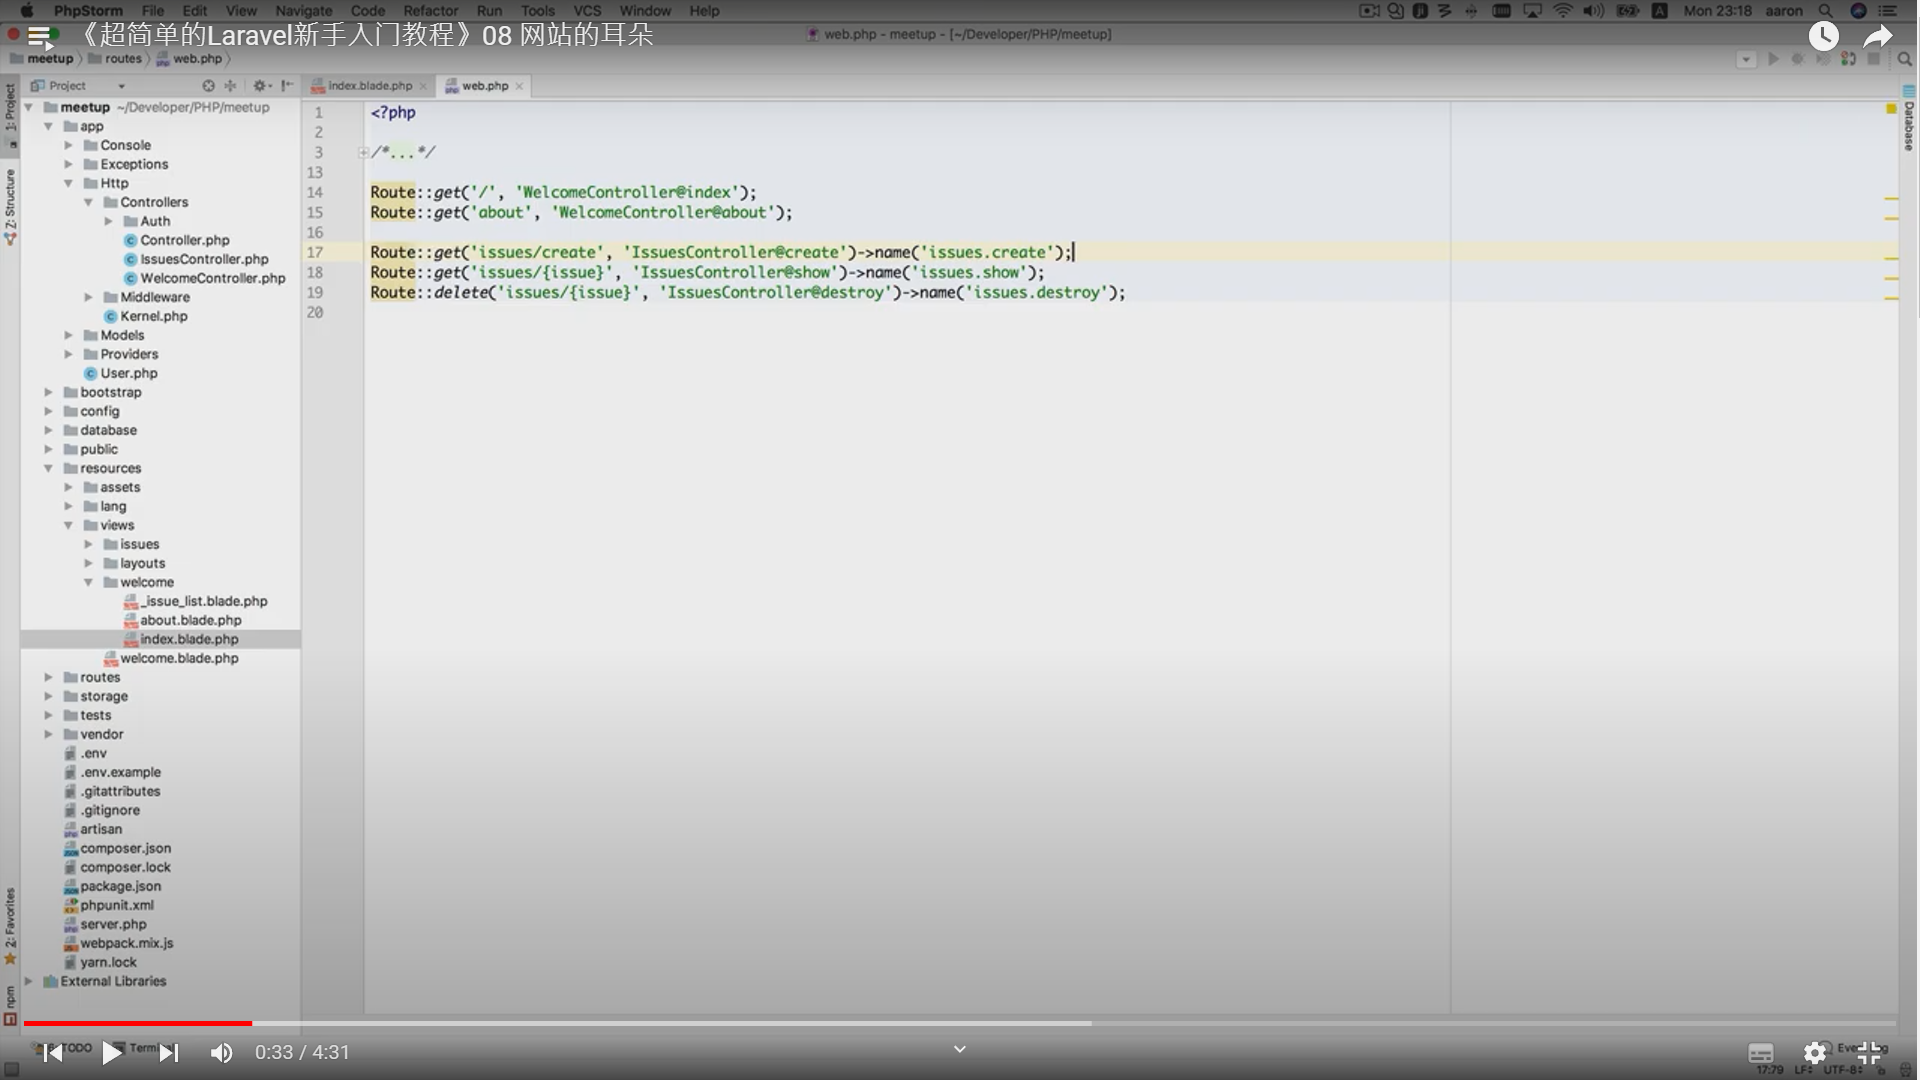 PhpStorm File Edit View Navigate Code Refactor Run Tools VCS Window Help Mon 23:18 aaron
《超简单的Laravel新手入门教程》08 网站的耳朵
web.php - meetup - [~/Developer/PHP/meetup]
meetup routes web.php
Project
index.blade.php
web.php
1: Project
Z: Structure
2: Favorites
npm
Database
meetup ~/Developer/PHP/meetup
app
Console
Exceptions
Http
Controllers
Auth
Controller.php
IssuesController.php
WelcomeController.php
Middleware
Kernel.php
Models
Providers
User.php
bootstrap
config
database
public
resources
assets
lang
views
issues
layouts
welcome
_issue_list.blade.php
about.blade.php
index.blade.php
welcome.blade.php
routes
storage
tests
vendor
.env
.env.example
.gitattributes
.gitignore
artisan
composer.json
composer.lock
package.json
phpunit.xml
server.php
webpack.mix.js
yarn.lock
External Libraries
1 <?php
2
3 /*...*/
13
14 Route::get('/', 'WelcomeController@index');
15 Route::get('about', 'WelcomeController@about');
16
17 Route::get('issues/create', 'IssuesController@create')->name('issues.create');
18 Route::get('issues/{issue}', 'IssuesController@show')->name('issues.show');
19 Route::delete('issues/{issue}', 'IssuesController@destroy')->name('issues.destroy');
20
TODO
0:33 / 4:31
17:79 LF UTF-8